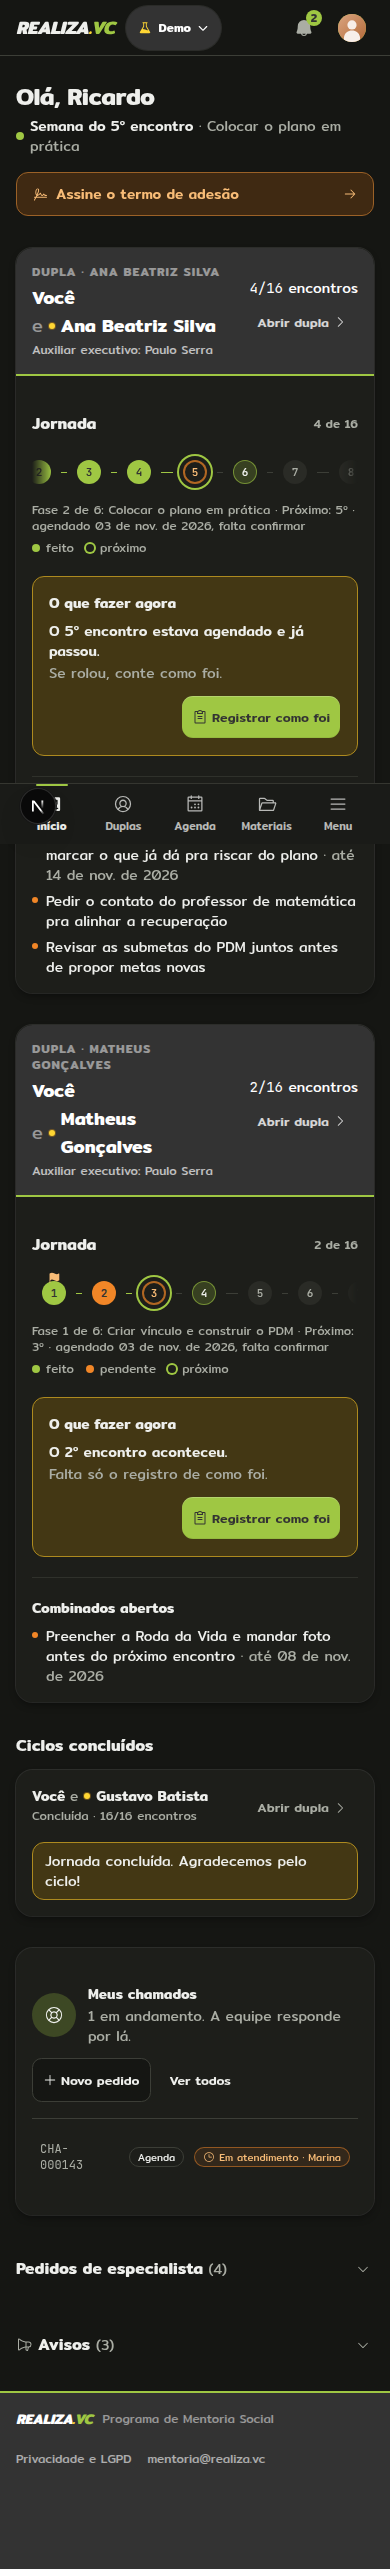 REALIZA.VC
Demo
2
Olá, Ricardo
Semana do 5º encontro · Colocar o plano em
prática
Assine o termo de adesão
DUPLA · ANA BEATRIZ SILVA
Você
e Ana Beatriz Silva
Auxiliar executivo: Paulo Serra
4/16 encontros
Abrir dupla
Jornada
4 de 16
2 3 4 5 6 7 8
Fase 2 de 6: Colocar o plano em prática · Próximo: 5º ·
agendado 03 de nov. de 2026, falta confirmar
feito próximo
O que fazer agora
O 5º encontro estava agendado e já
passou.
Se rolou, conte como foi.
Registrar como foi
N
Início
Duplas
Agenda
Materiais
Menu
marcar o que já dá pra riscar do plano · até
14 de nov. de 2026
Pedir o contato do professor de matemática
pra alinhar a recuperação
Revisar as submetas do PDM juntos antes
de propor metas novas
DUPLA · MATHEUS
GONÇALVES
Você
e Matheus
Gonçalves
Auxiliar executivo: Paulo Serra
2/16 encontros
Abrir dupla
Jornada
2 de 16
1 2 3 4 5 6
Fase 1 de 6: Criar vínculo e construir o PDM · Próximo:
3º · agendado 03 de nov. de 2026, falta confirmar
feito pendente próximo
O que fazer agora
O 2º encontro aconteceu.
Falta só o registro de como foi.
Registrar como foi
Combinados abertos
Preencher a Roda da Vida e mandar foto
antes do próximo encontro · até 08 de nov.
de 2026
Ciclos concluídos
Você e Gustavo Batista
Concluída · 16/16 encontros
Abrir dupla
Jornada concluída. Agradecemos pelo
ciclo!
Meus chamados
1 em andamento. A equipe responde
por lá.
Novo pedido
Ver todos
CHA-
000143
Agenda
Em atendimento · Marina
Pedidos de especialista (4)
Avisos (3)
REALIZA.VC Programa de Mentoria Social
Privacidade e LGPD mentoria@realiza.vc